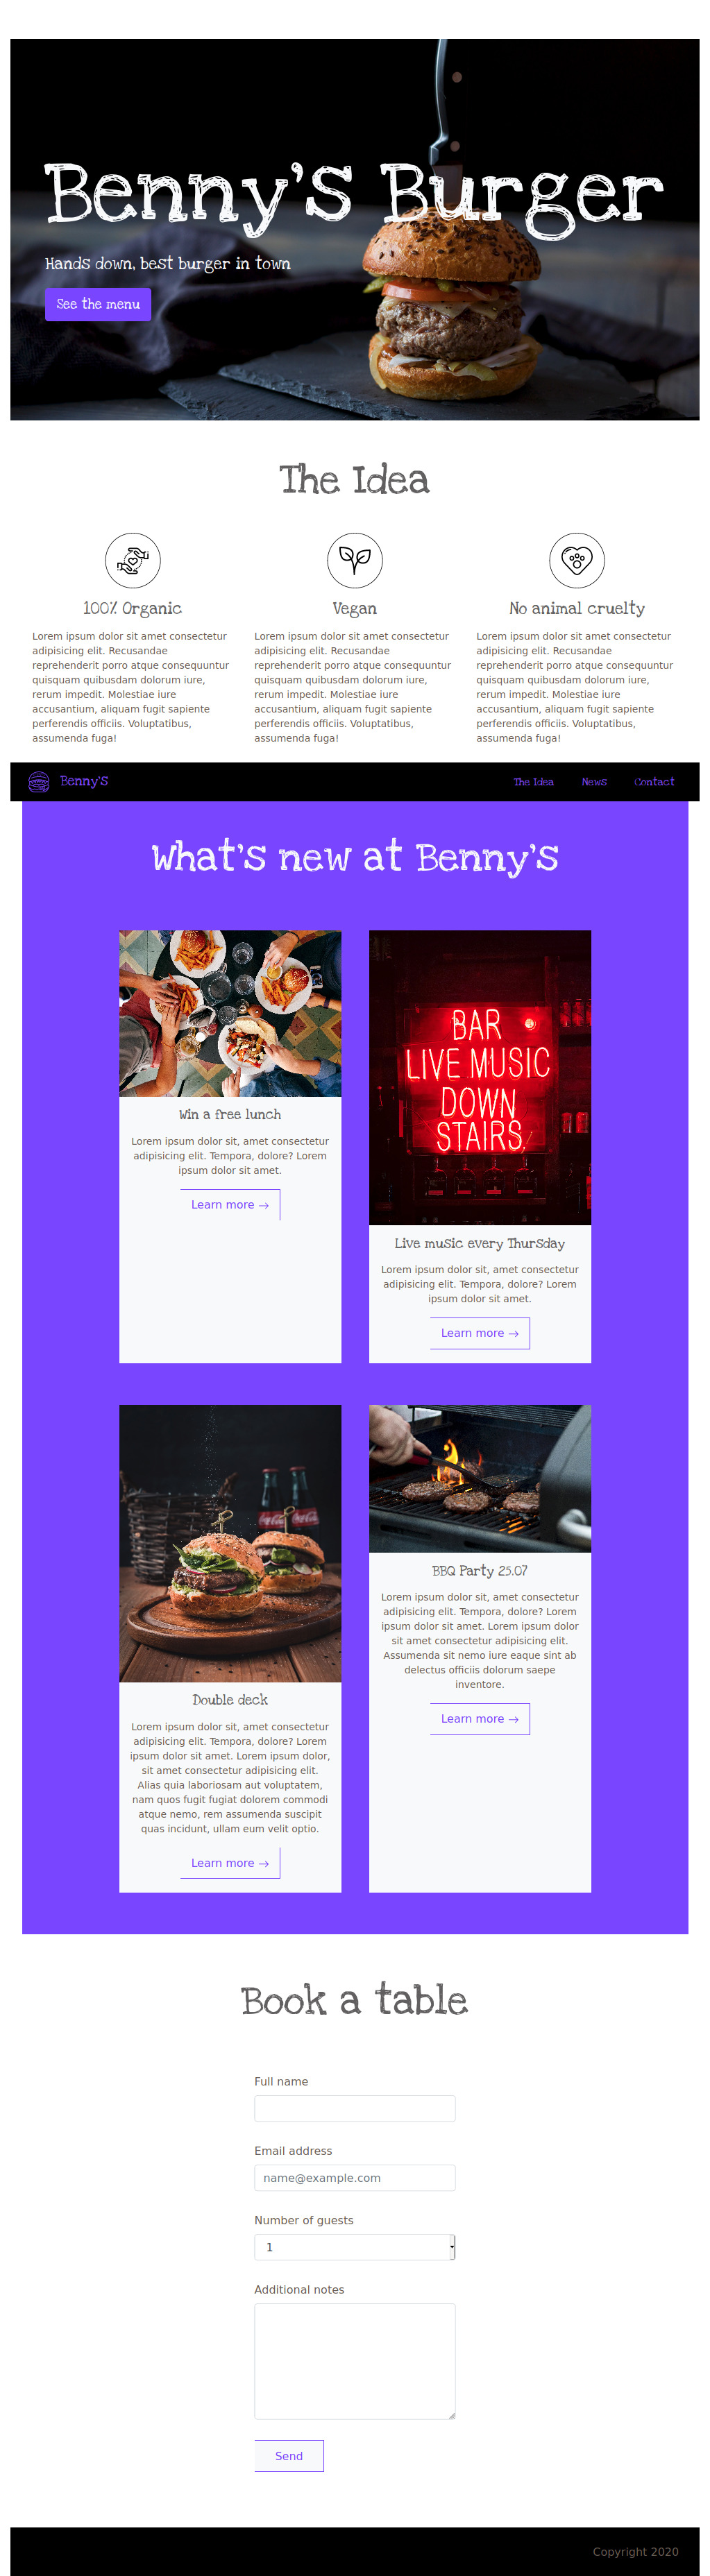 Benny's Burger
Hands down, best burger in town
See the menu
The Idea
100% Organic
Lorem ipsum dolor sit amet consectetur
adipisicing elit. Recusandae
reprehenderit porro atque consequuntur
quisquam quibusdam dolorum iure,
rerum impedit. Molestiae iure
accusantium, aliquam fugit sapiente
perferendis officiis. Voluptatibus,
assumenda fuga!
Vegan
Lorem ipsum dolor sit amet consectetur
adipisicing elit. Recusandae
reprehenderit porro atque consequuntur
quisquam quibusdam dolorum iure,
rerum impedit. Molestiae iure
accusantium, aliquam fugit sapiente
perferendis officiis. Voluptatibus,
assumenda fuga!
No animal cruelty
Lorem ipsum dolor sit amet consectetur
adipisicing elit. Recusandae
reprehenderit porro atque consequuntur
quisquam quibusdam dolorum iure,
rerum impedit. Molestiae iure
accusantium, aliquam fugit sapiente
perferendis officiis. Voluptatibus,
assumenda fuga!
Benny's
The Idea
News
Contact
What's new at Benny's
Win a free lunch
Lorem ipsum dolor sit, amet consectetur
adipisicing elit. Tempora, dolore? Lorem
ipsum dolor sit amet.
Learn more →
BAR
LIVE MUSIC
DOWN
STAIRS.
Live music every Thursday
Lorem ipsum dolor sit, amet consectetur
adipisicing elit. Tempora, dolore? Lorem
ipsum dolor sit amet.
Learn more →
Double deck
Lorem ipsum dolor sit, amet consectetur
adipisicing elit. Tempora, dolore? Lorem
ipsum dolor sit amet. Lorem ipsum dolor,
sit amet consectetur adipisicing elit.
Alias quia laboriosam aut voluptatem,
nam quos fugit fugiat dolorem commodi
atque nemo, rem assumenda suscipit
quas incidunt, ullam eum velit optio.
Learn more →
BBQ Party 25.07
Lorem ipsum dolor sit, amet consectetur
adipisicing elit. Tempora, dolore? Lorem
ipsum dolor sit amet. Lorem ipsum dolor
sit amet consectetur adipisicing elit.
Assumenda sit nemo iure eaque sint ab
delectus officiis dolorum saepe
inventore.
Learn more →
Book a table
Full name
Email address
name@example.com
Number of guests
1
Additional notes
Send
Copyright 2020